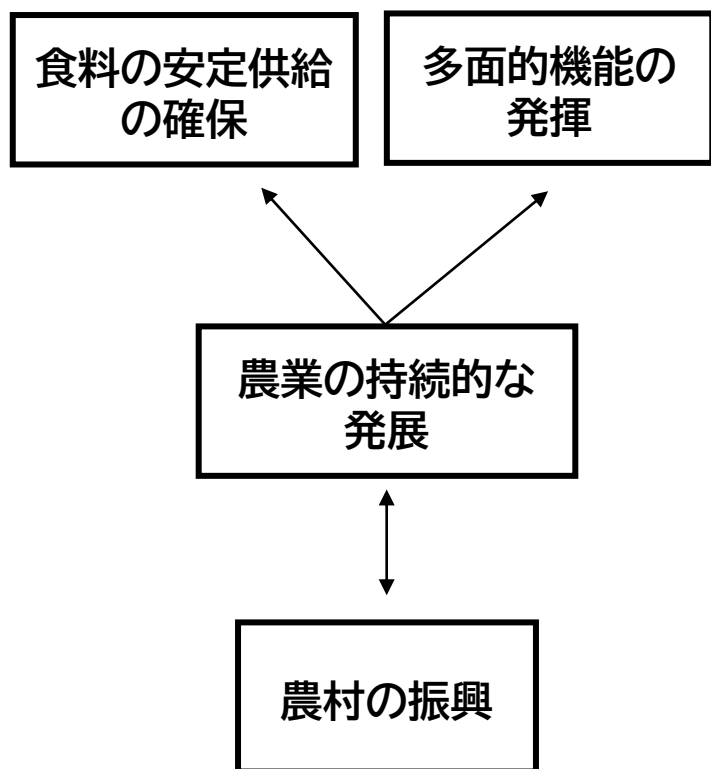 食料の安定供給
の確保
多面的機能の
発揮
農業の持続的な
発展
農村の振興